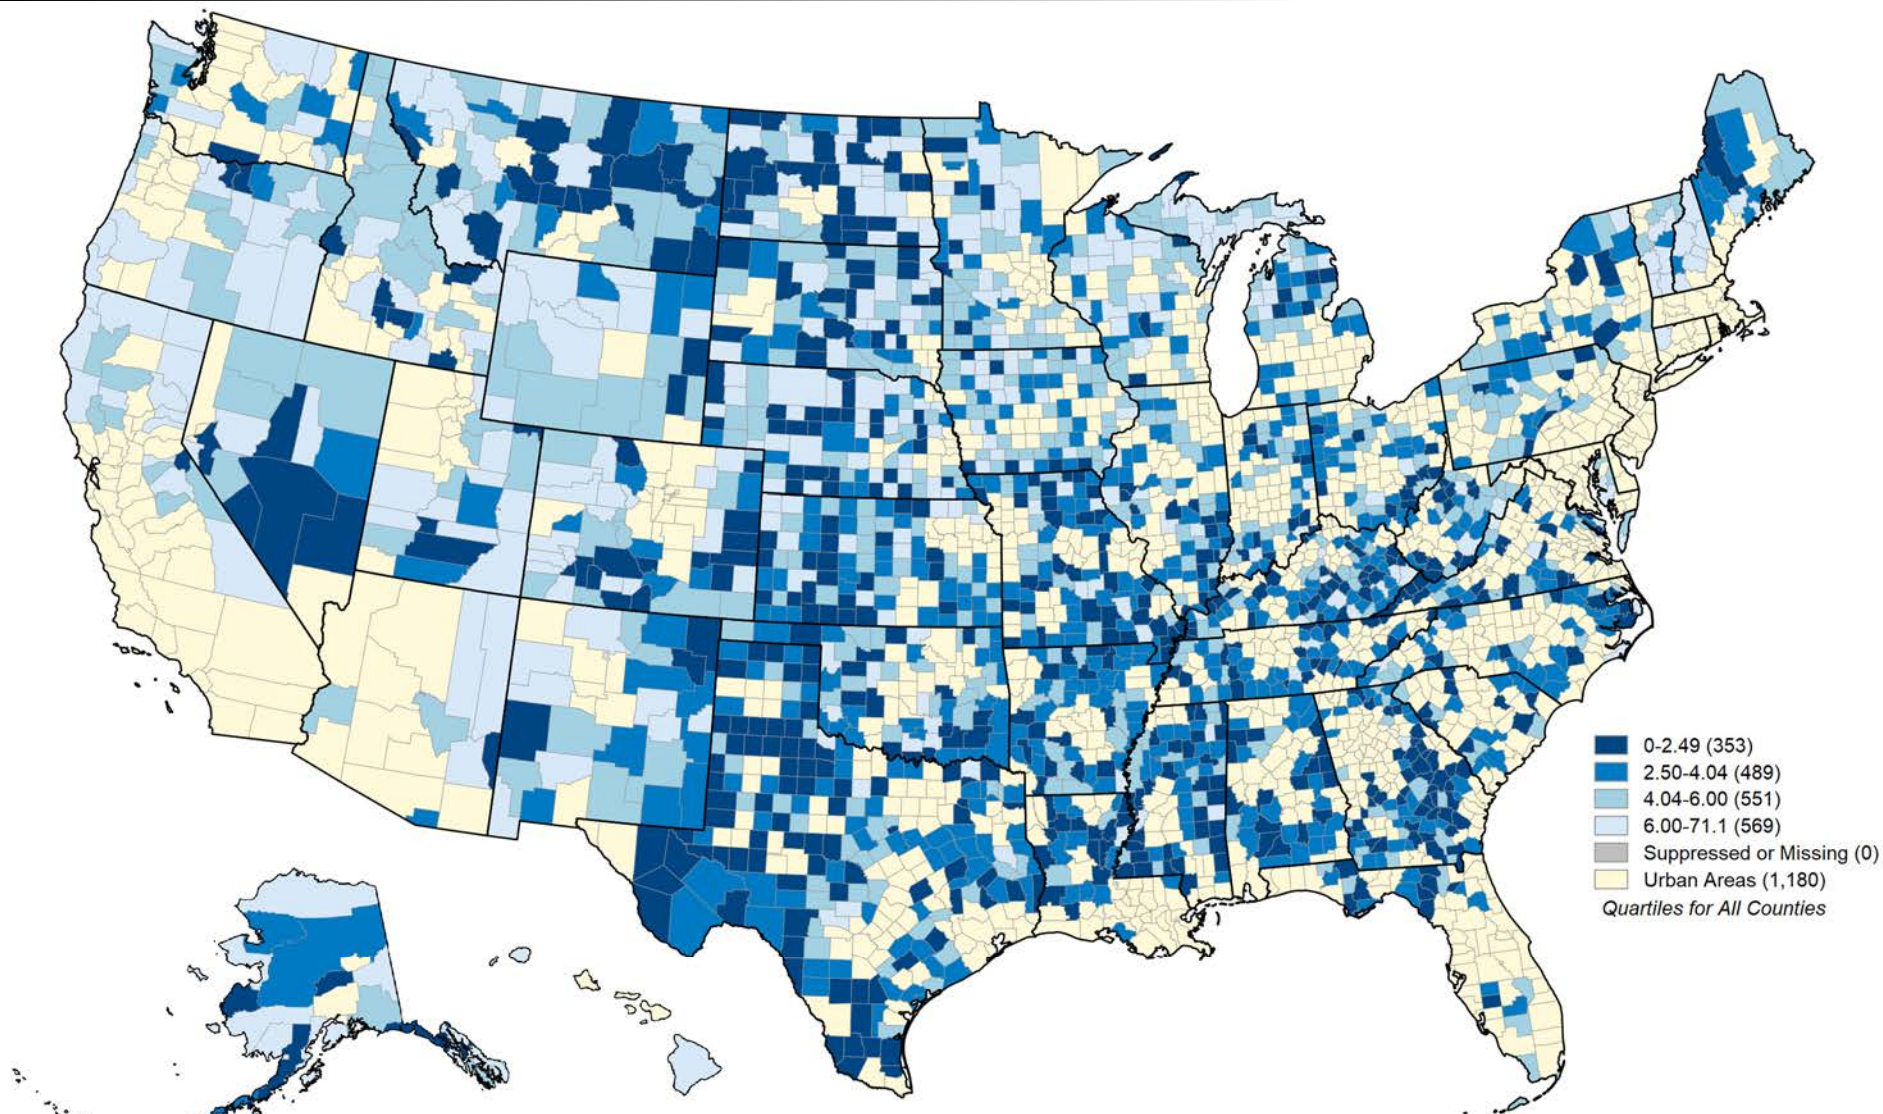 0-2.49 (353)
2.50-4.04 (489)
4.04-6.00 (551)
6.00-71.1 (569)
Suppressed or Missing (0)
Urban Areas (1,180)
Quartiles for All Counties